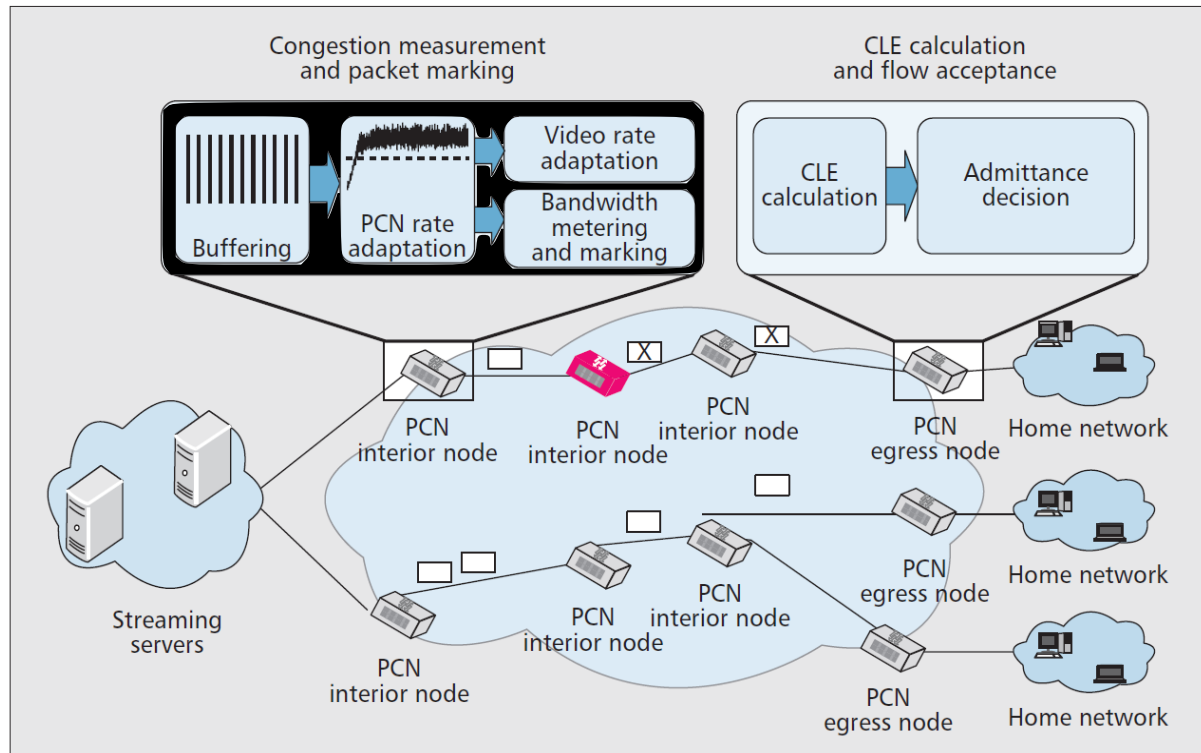 Congestion measurement
and packet marking
CLE calculation
and flow acceptance
Buffering
PCN rate
adaptation
Video rate
adaptation
Bandwidth
metering
and marking
CLE
calculation
Admittance
decision
X
X
PCN
interior node
PCN
interior node
PCN
interior node
PCN
egress node
Home network
Streaming
servers
PCN
interior node
PCN
interior node
PCN
interior node
PCN
egress node
Home network
PCN
egress node
Home network